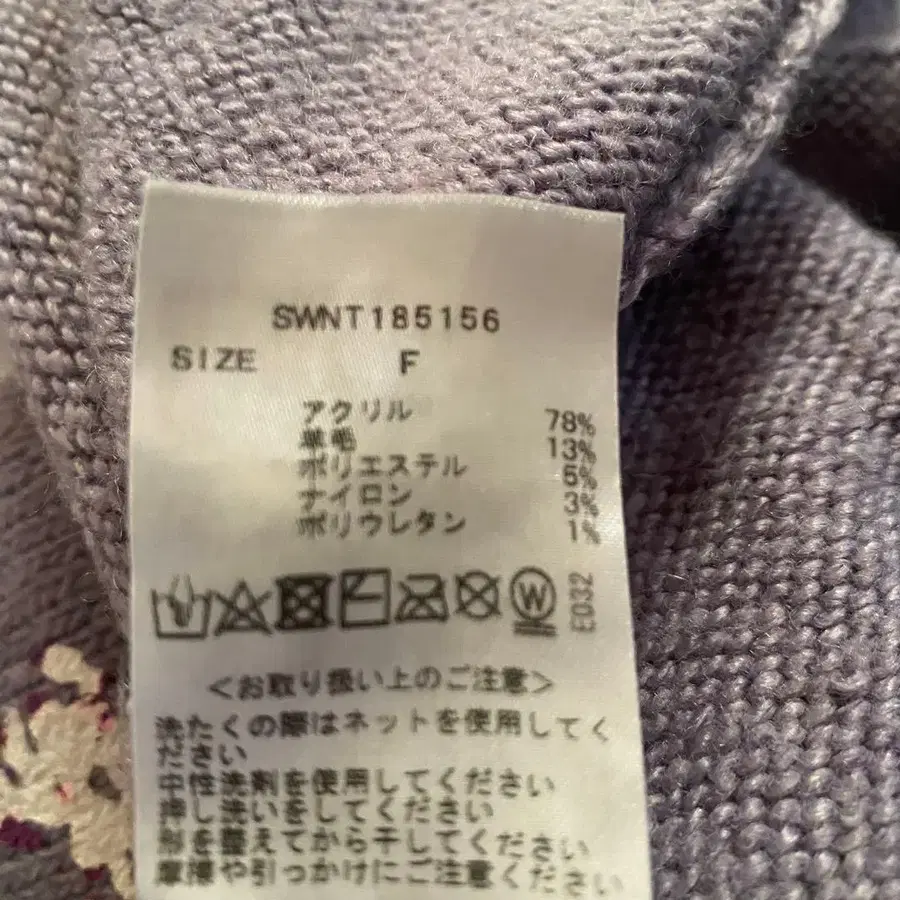 SWNT185156
SIZE F
アクリル 78%
羊毛 13%
ポリエステル 5%
ナイロン 3%
ポリウレタン 1%
W
ED32
<お取り扱い上のご注意>
洗たくの際はネットを使用してく
ださい
中性洗剤を使用してください
押し洗いをしてください
形を整えてから干してください
摩擦や引っかけにご注意ください